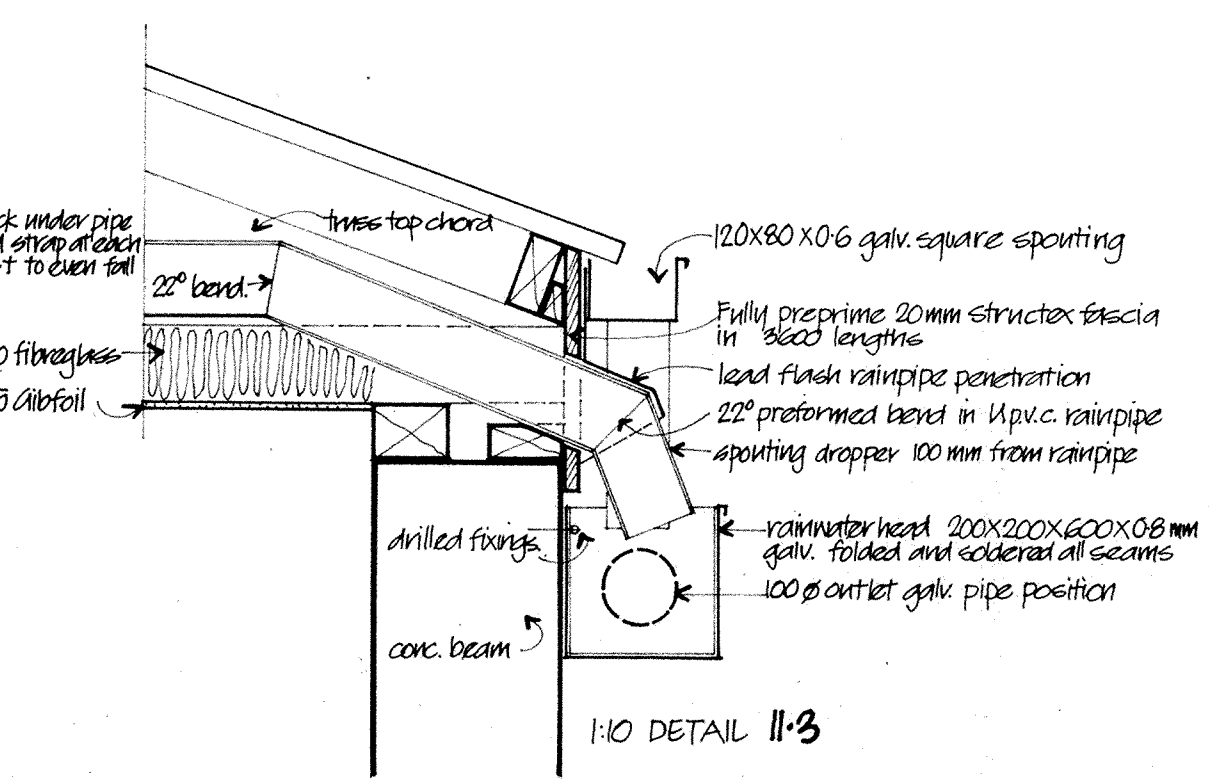 under pipe
strap at each
to even fall
truss top chord
22° bend.
fibreglass
Gibfoil
120X80X0·6 galv. square spouting
Fully preprime 20mm Structex fascia
in 3600 lengths
lead flash rainpipe penetration
22° preformed bend in U.p.v.c. rainpipe
spouting dropper 100 mm from rainpipe
rainwater head 200X200X600X0·8 mm
galv. folded and soldered all seams
100 ø outlet galv. pipe position
drilled fixings
conc. beam
1:10 DETAIL 11·3